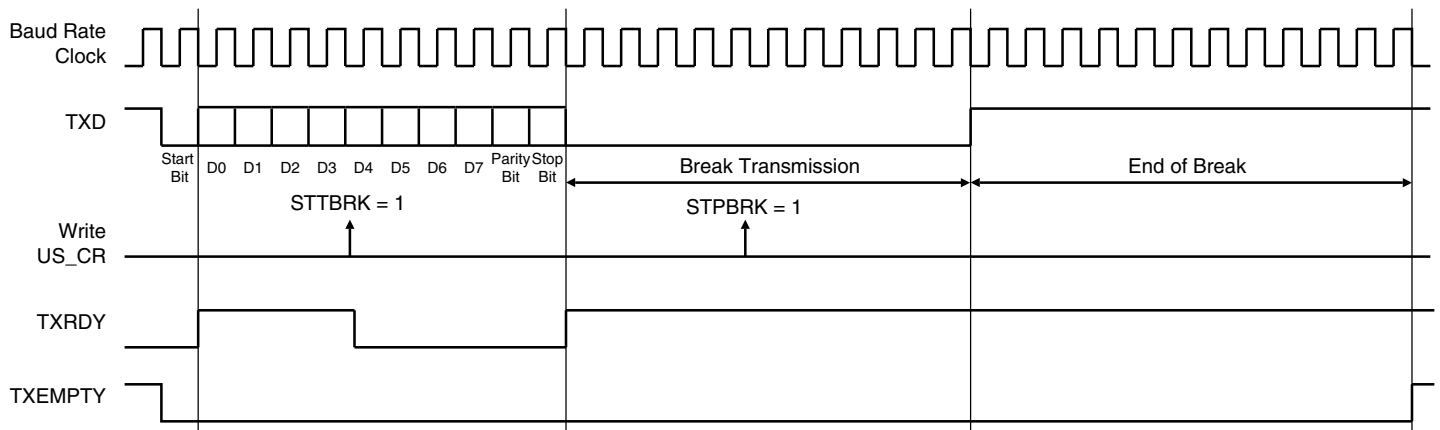 Baud Rate
Clock
TXD
Start
Bit
D0
D1
D2
D3
D4
D5
D6
D7
Parity
Bit
Stop
Bit
Break Transmission
End of Break
STTBRK = 1
STPBRK = 1
Write
US_CR
TXRDY
TXEMPTY